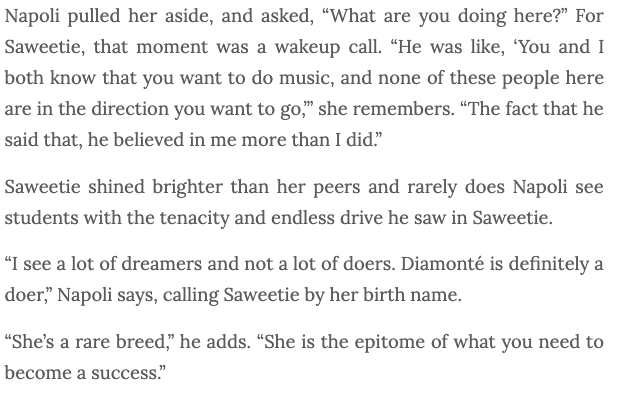 Napoli pulled her aside, and asked, “What are you doing here?” For
Saweetie, that moment was a wakeup call. “He was like, ‘You and I
both know that you want to do music, and none of these people here
are in the direction you want to go,’” she remembers. “The fact that he
said that, he believed in me more than I did.”
Saweetie shined brighter than her peers and rarely does Napoli see
students with the tenacity and endless drive he saw in Saweetie.
“I see a lot of dreamers and not a lot of doers. Diamonté is definitely a
doer,” Napoli says, calling Saweetie by her birth name.
“She’s a rare breed,” he adds. “She is the epitome of what you need to
become a success.”